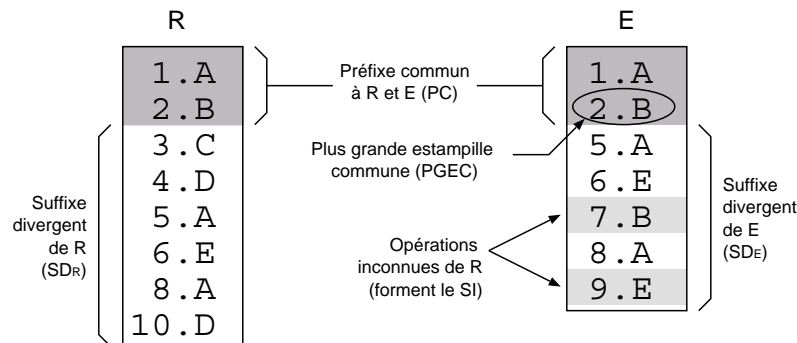 R
E
1.A
2.B
3.C
4.D
5.A
6.E
8.A
10.D
Préfixe commun
à R et E (PC)
Plus grande estampille
commune (PGEC)
Opérations
inconnues de R
(forment le SI)
Suffixe
divergent
de R
(SDR)
1.A
2.B
5.A
6.E
7.B
8.A
9.E
Suffixe
divergent
de E
(SDE)